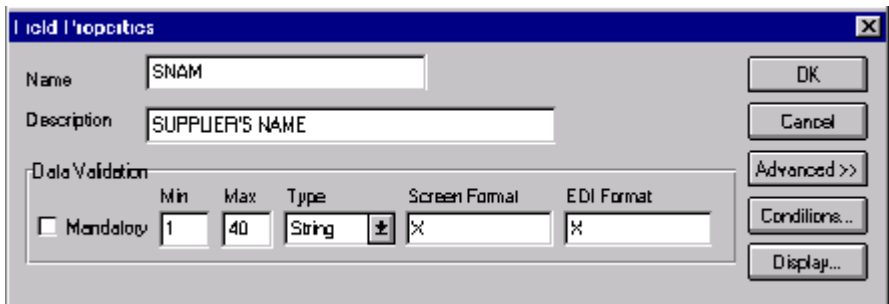 Field Properties
Name SNAM OK
Description SUPPLIER'S NAME Cancel
Data Validation Advanced >>
Min Max Type Screen Format EDI Format
Mandatory 1 40 String X X Conditions...
Display...